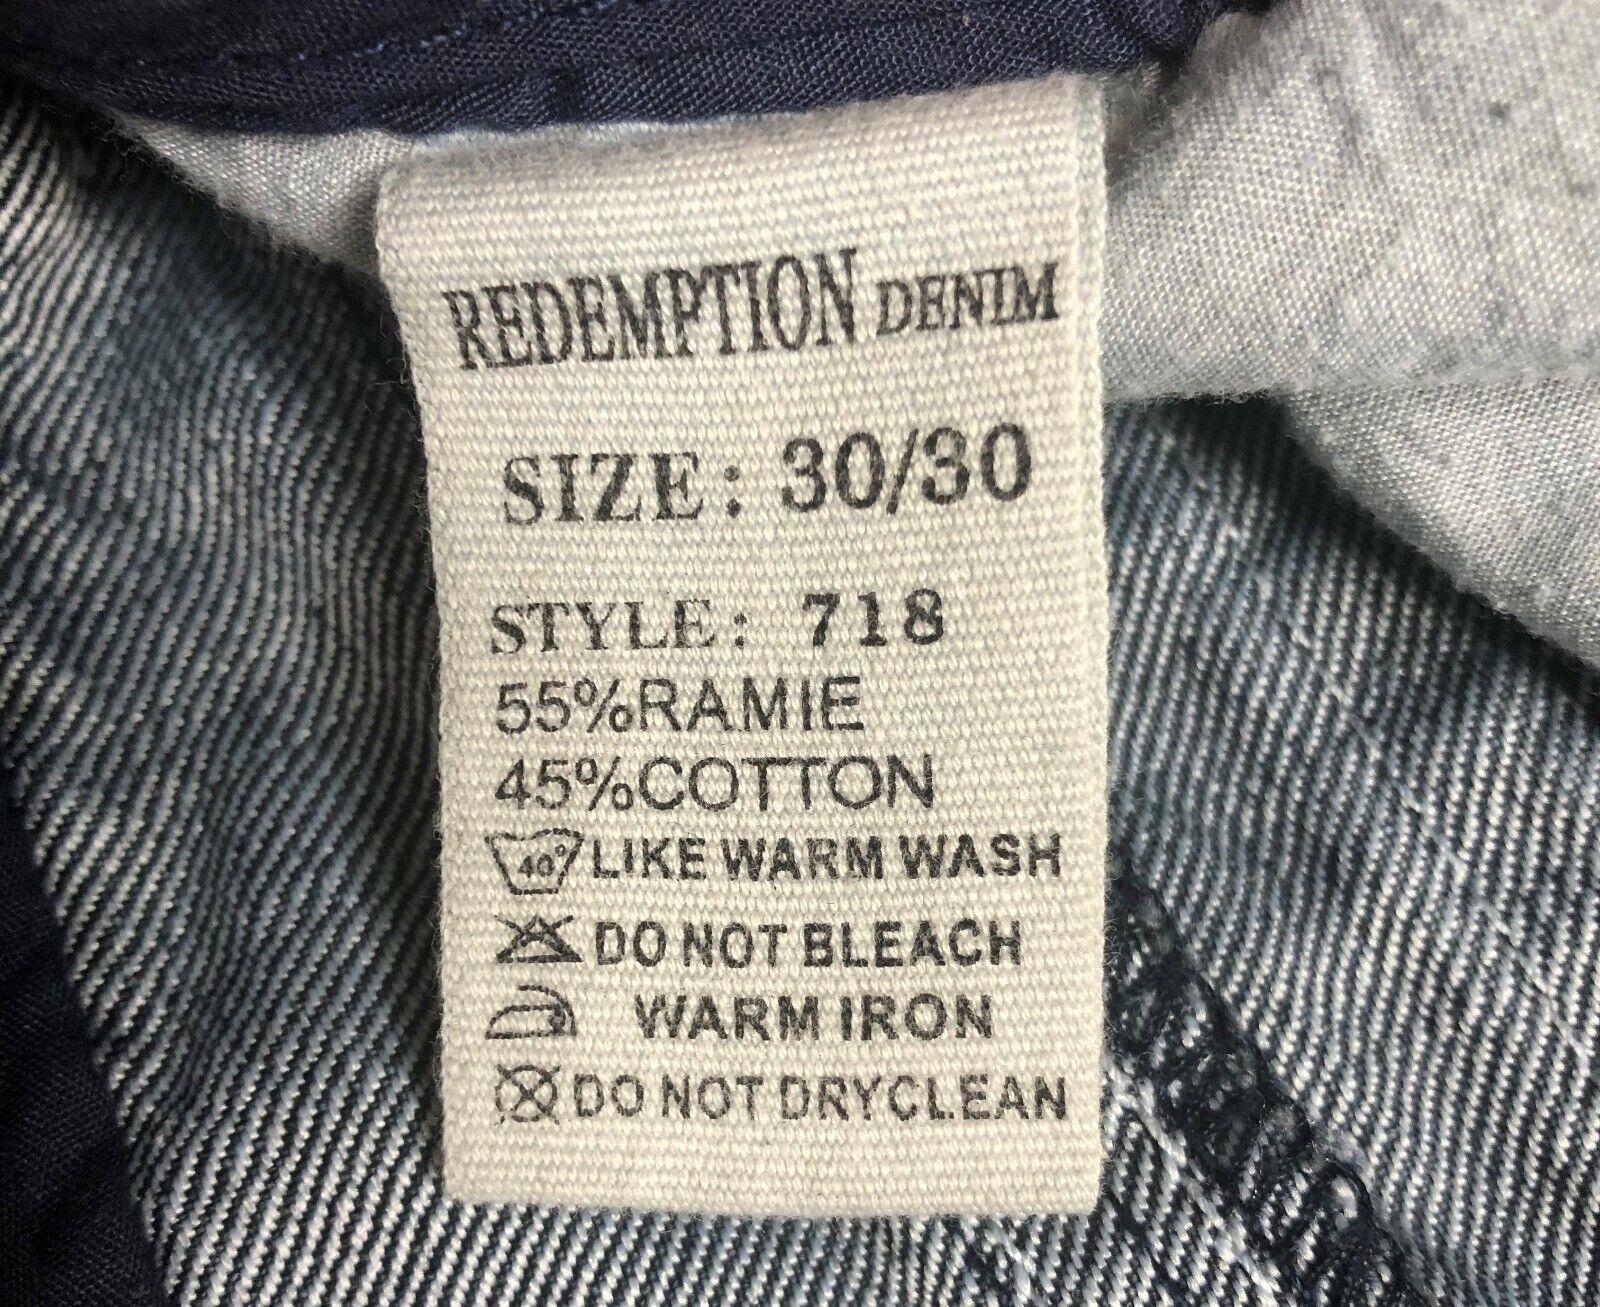 REDEMPTION DENIM
SIZE: 30/30
STYLE: 718
55%RAMIE
45%COTTON
40° LIKE WARM WASH
DO NOT BLEACH
WARM IRON
DO NOT DRYCLEAN